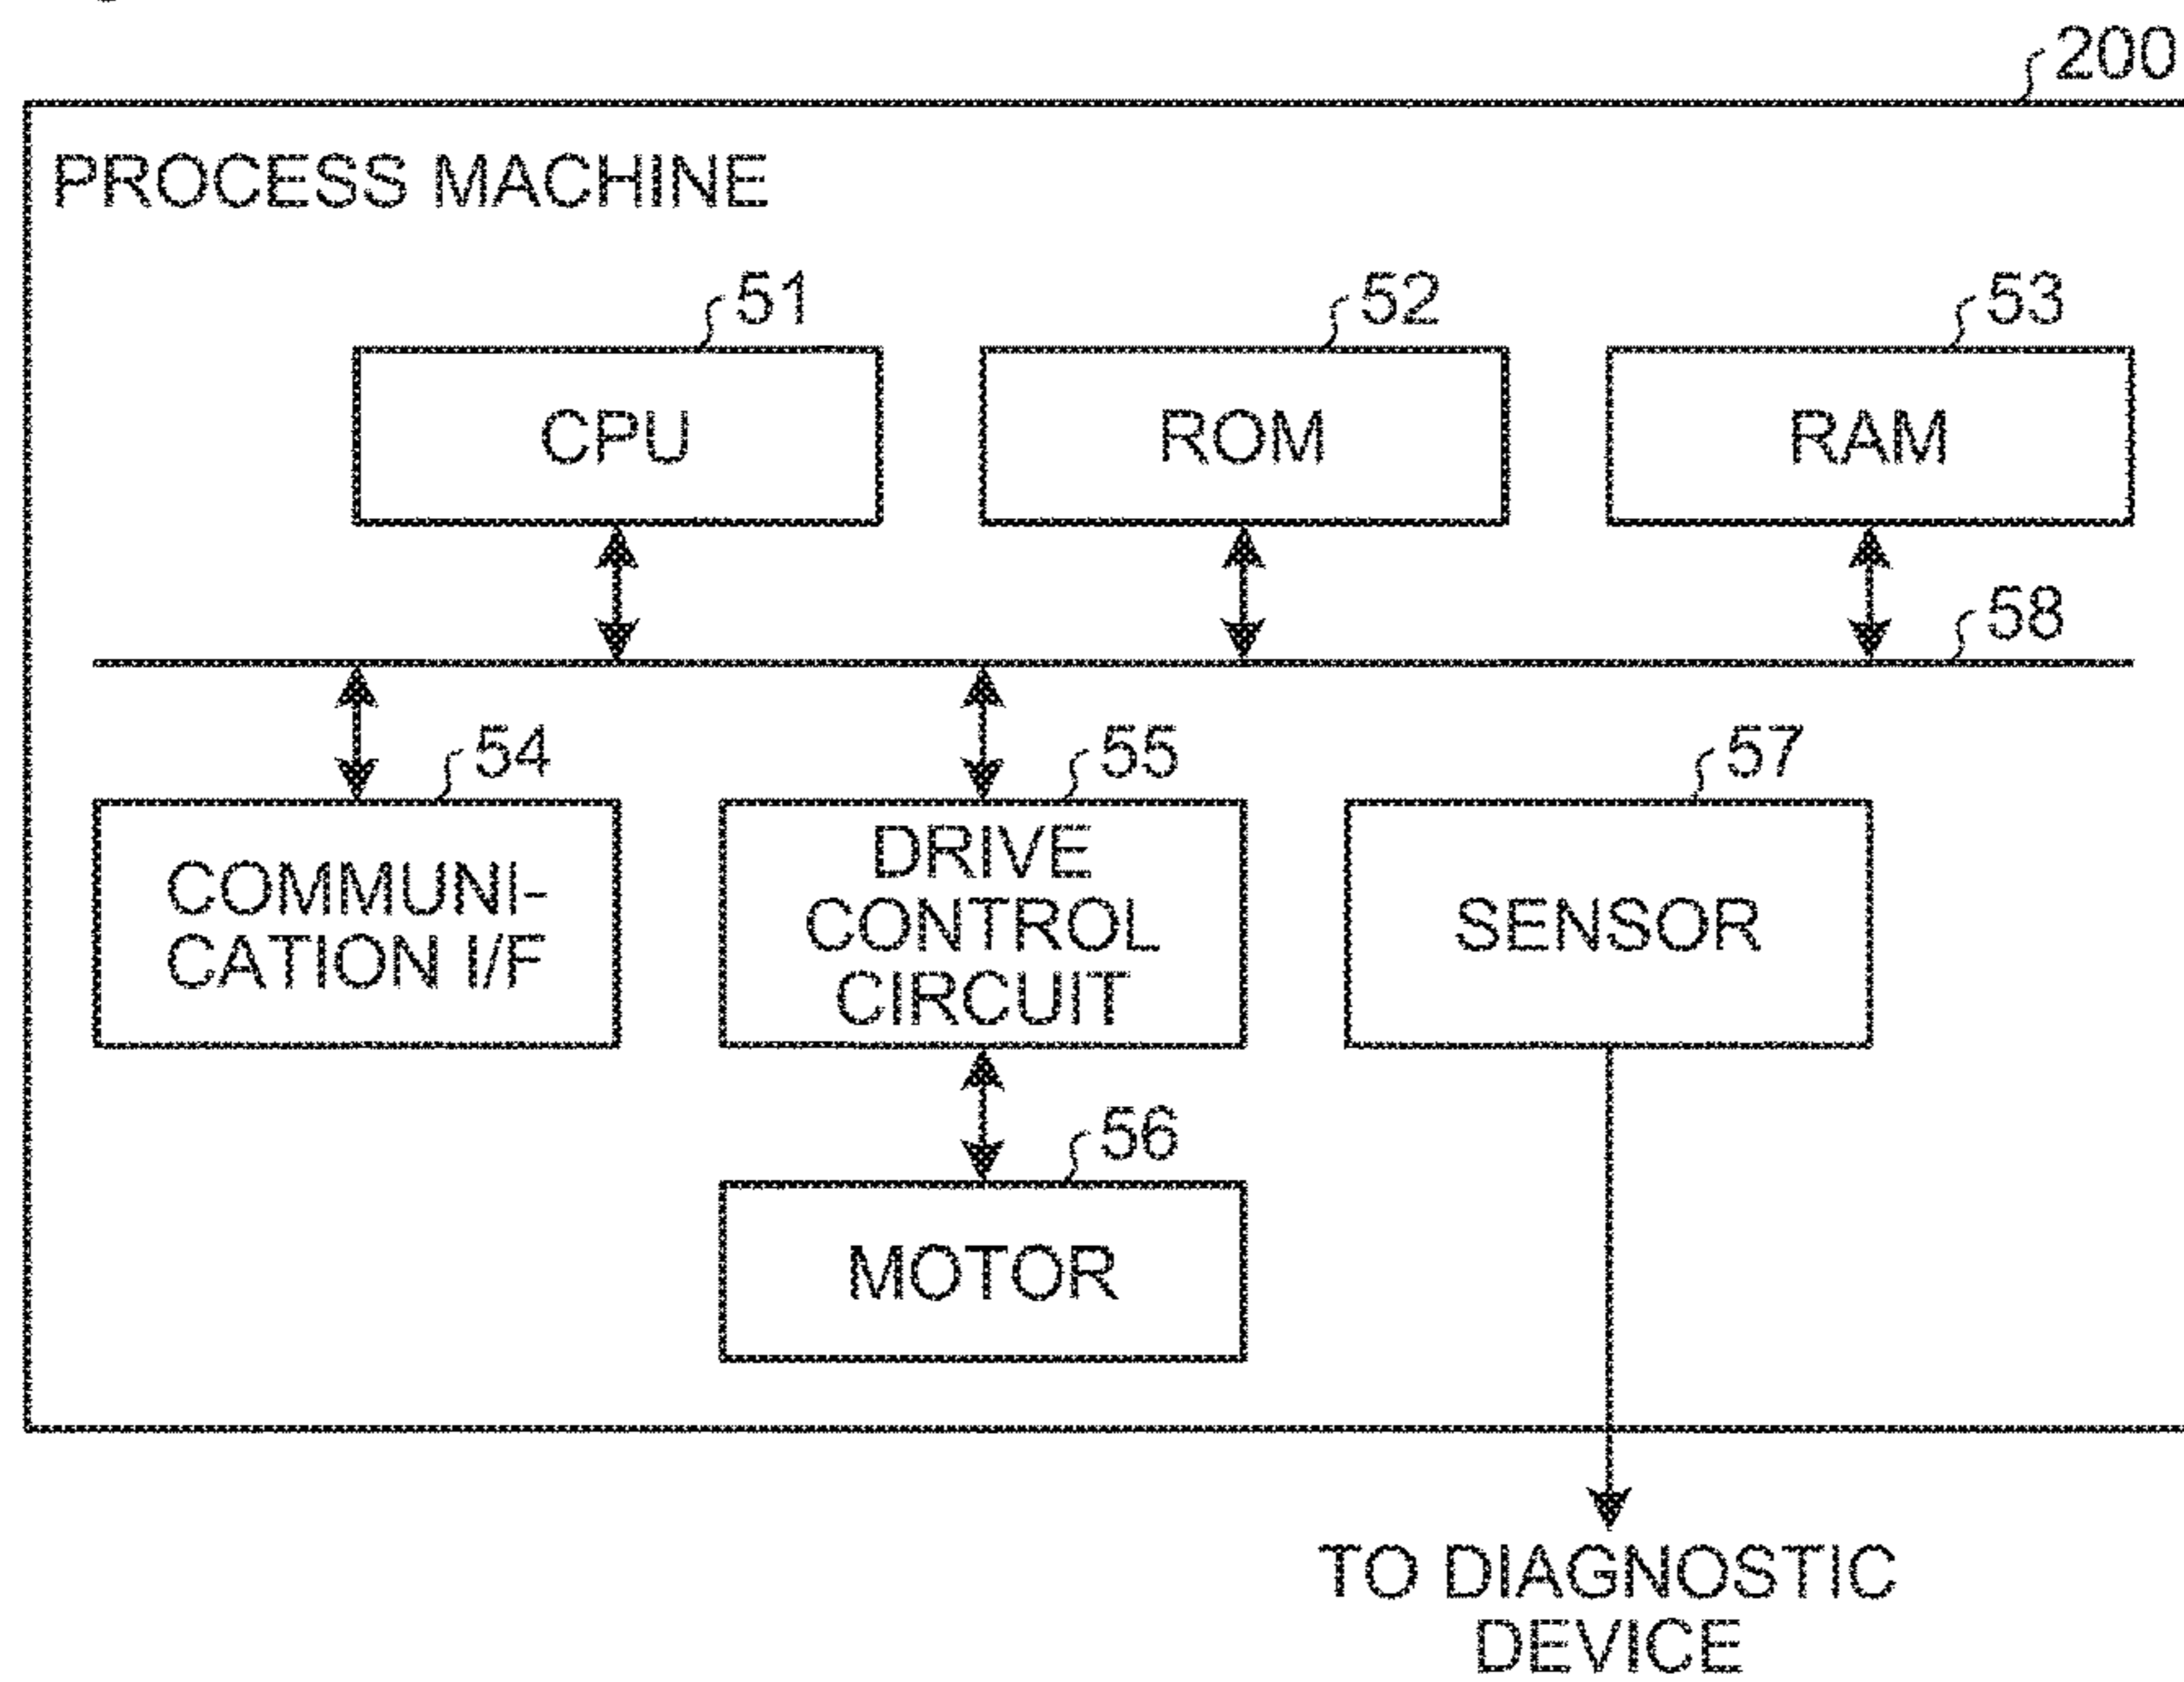 200
PROCESS MACHINE
51
52
53
CPU
ROM
RAM
58
54
55
57
COMMUNI-
CATION I/F
DRIVE
CONTROL
CIRCUIT
SENSOR
56
MOTOR
TO DIAGNOSTIC
DEVICE